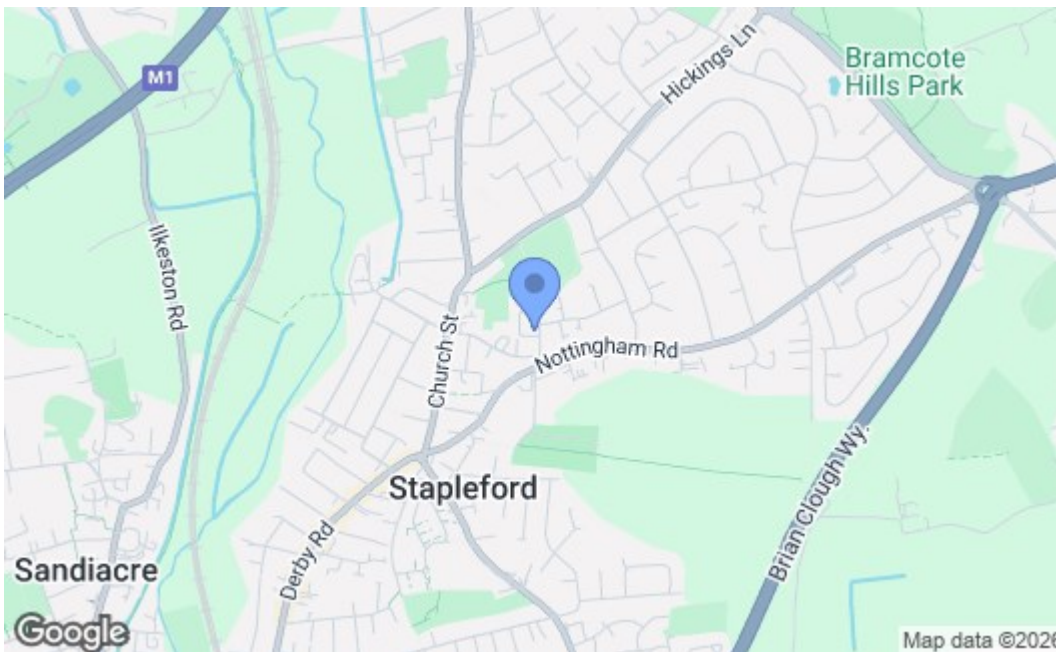 M1
Hickings Ln
Bramcote
Hills Park
Ilkeston Rd
Church St
Nottingham Rd
Stapleford
Brian Clough Wy.
Derby Rd
Sandiacre
Google
Map data ©2026